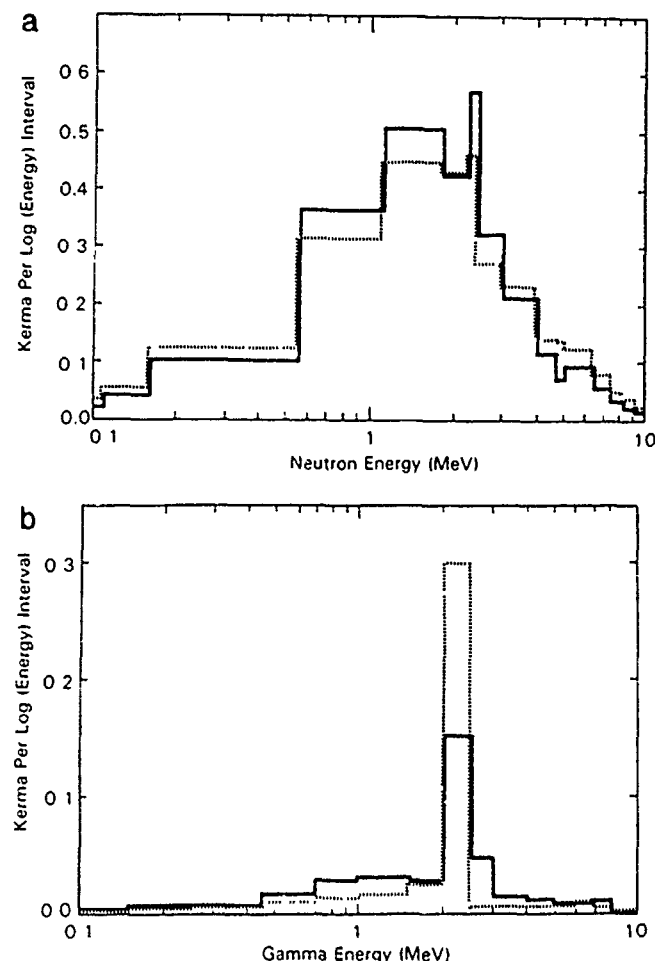 a
Kerma Per Log (Energy) Interval
0 6
0.5
0.4
0 3
0.2
0 1
0.0
0 1
1
10
Neutron Energy (MeV)
b
Kerma Per Log (Energy) Interval
0 3
0 2
0 1
0 0
0 1
1
10
Gamma Energy (MeV)